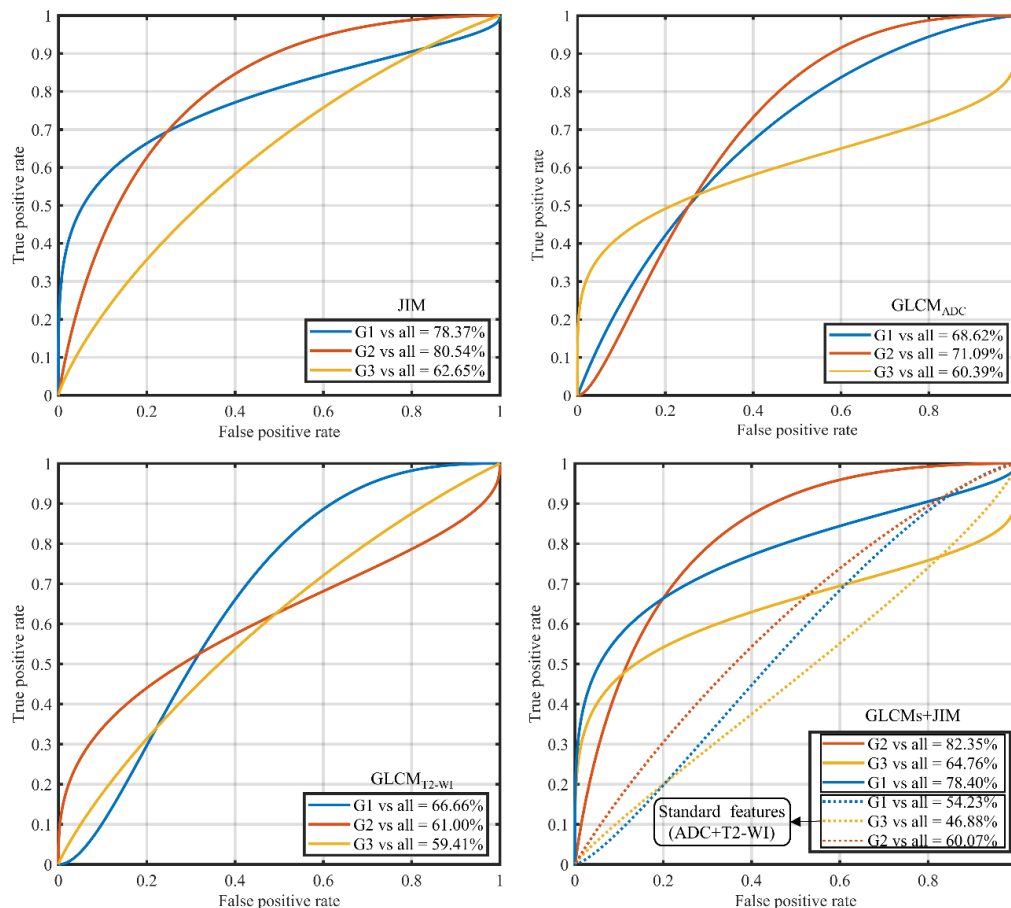 1
0.9
0.8
0.7
0.6
0.5
0.4
0.3
0.2
0.1
0
True positive rate
JIM
G1 vs all = 78.37%
G2 vs all = 80.54%
G3 vs all = 62.65%
0 0.2 0.4 0.6 0.8 1
False positive rate
1
0.9
0.8
0.7
0.6
0.5
0.4
0.3
0.2
0.1
0
True positive rate
GLCM_ADC
G1 vs all = 68.62%
G2 vs all = 71.09%
G3 vs all = 60.39%
0 0.2 0.4 0.6 0.8
False positive rate
1
0.9
0.8
0.7
0.6
0.5
0.4
0.3
0.2
0.1
0
True positive rate
GLCM_T2-WI
G1 vs all = 66.66%
G2 vs all = 61.00%
G3 vs all = 59.41%
0 0.2 0.4 0.6 0.8 1
False positive rate
1
0.9
0.8
0.7
0.6
0.5
0.4
0.3
0.2
0.1
0
True positive rate
GLCMs+JIM
G2 vs all = 82.35%
G3 vs all = 64.76%
G1 vs all = 78.40%
G1 vs all = 54.23%
G3 vs all = 46.88%
G2 vs all = 60.07%
Standard features
(ADC+T2-WI)
0 0.2 0.4 0.6 0.8
False positive rate